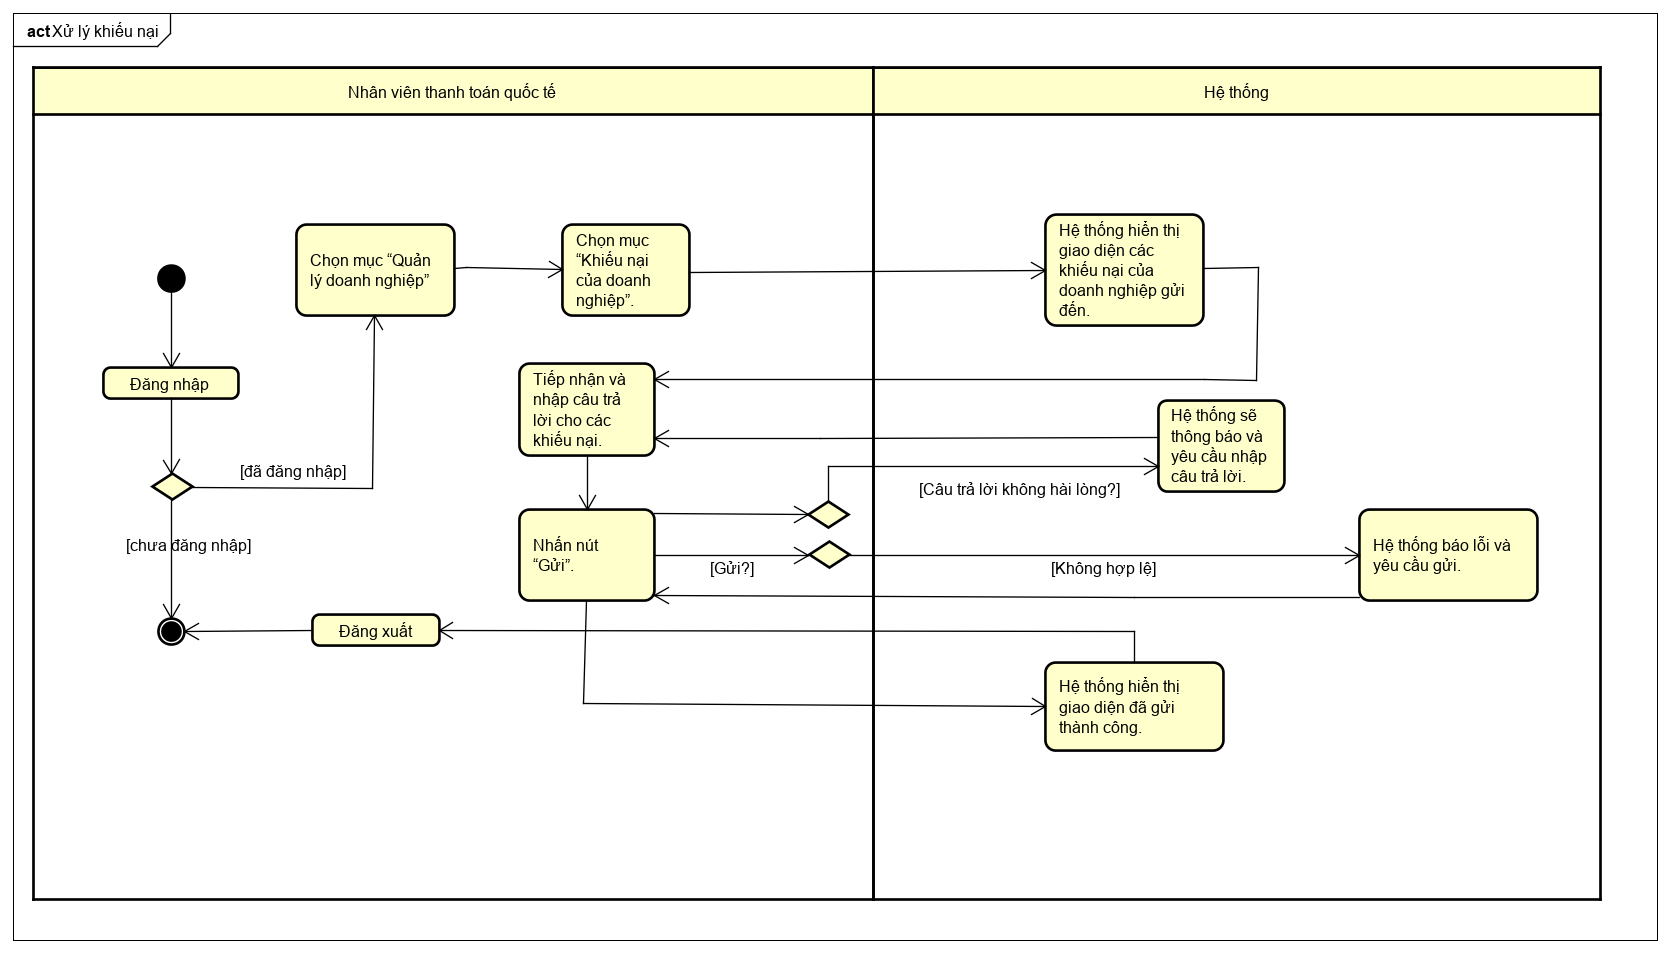 act Xử lý khiếu nại
Nhân viên thanh toán quốc tế
Hệ thống
Chọn mục “Quản
lý doanh nghiệp”
Chọn mục
“Khiếu nại
của doanh
nghiệp”.
Hệ thống hiển thị
giao diện các
khiếu nại của
doanh nghiệp gửi
đến.
Đăng nhập
Tiếp nhận và
nhập câu trả
lời cho các
khiếu nại.
Hệ thống sẽ
thông báo và
yêu cầu nhập
câu trả lời.
[đã đăng nhập]
[Câu trả lời không hài lòng?]
[chưa đăng nhập]
Nhấn nút
“Gửi”.
[Gửi?]
[Không hợp lệ]
Hệ thống báo lỗi và
yêu cầu gửi.
Đăng xuất
Hệ thống hiển thị
giao diện đã gửi
thành công.